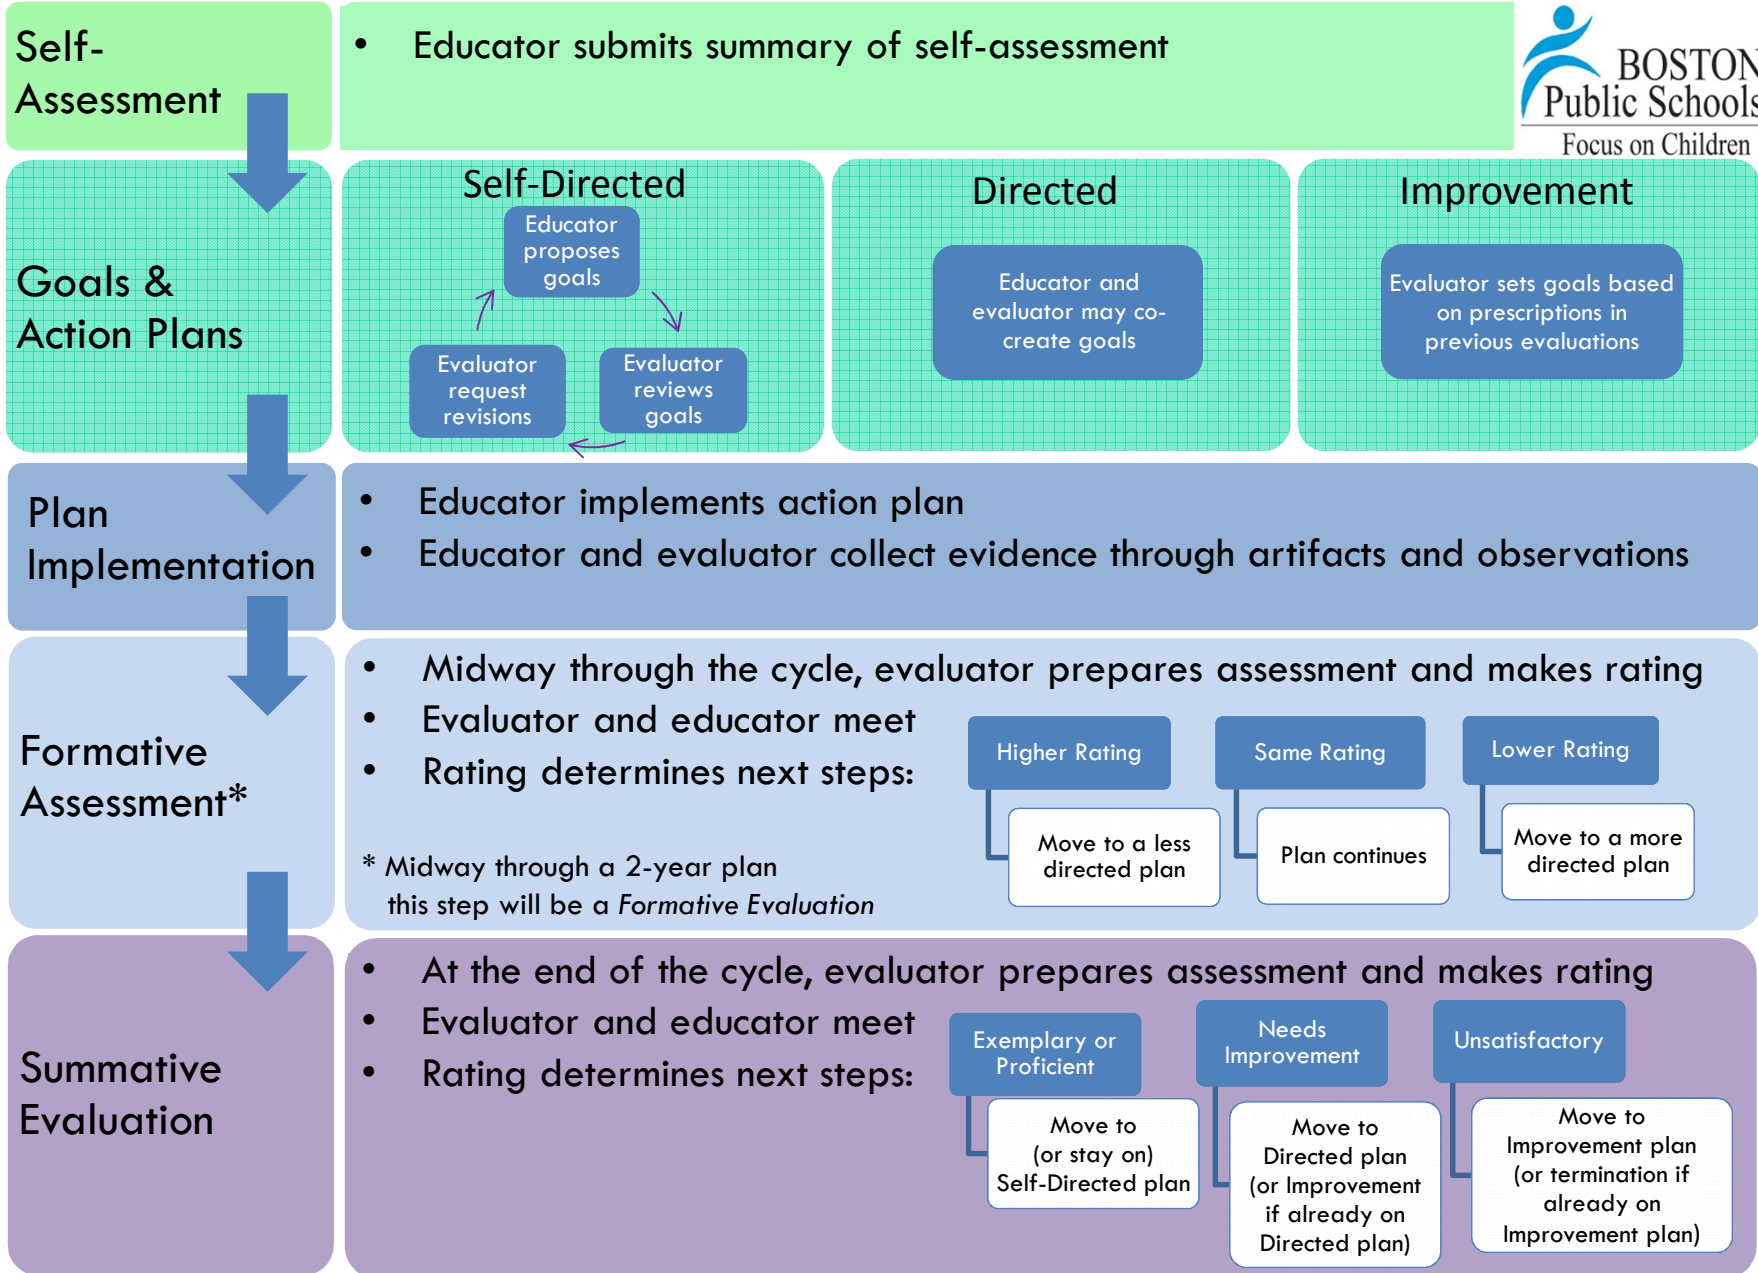 Self-
Assessment
• Educator submits summary of self-assessment
BOSTON
Public Schools
Focus on Children
Goals &
Action Plans
Self-Directed
Educator
proposes
goals
Evaluator
reviews
goals
Evaluator
request
revisions
Directed
Educator and
evaluator may co-
create goals
Improvement
Evaluator sets goals based
on prescriptions in
previous evaluations
Plan
Implementation
• Educator implements action plan
• Educator and evaluator collect evidence through artifacts and observations
Formative
Assessment*
• Midway through the cycle, evaluator prepares assessment and makes rating
• Evaluator and educator meet
• Rating determines next steps:
* Midway through a 2-year plan
this step will be a Formative Evaluation
Higher Rating
Move to a less
directed plan
Same Rating
Plan continues
Lower Rating
Move to a more
directed plan
Summative
Evaluation
• At the end of the cycle, evaluator prepares assessment and makes rating
• Evaluator and educator meet
• Rating determines next steps:
Exemplary or
Proficient
Move to
(or stay on)
Self-Directed plan
Needs
Improvement
Move to
Directed plan
(or Improvement
if already on
Directed plan)
Unsatisfactory
Move to
Improvement plan
(or termination if
already on
Improvement plan)